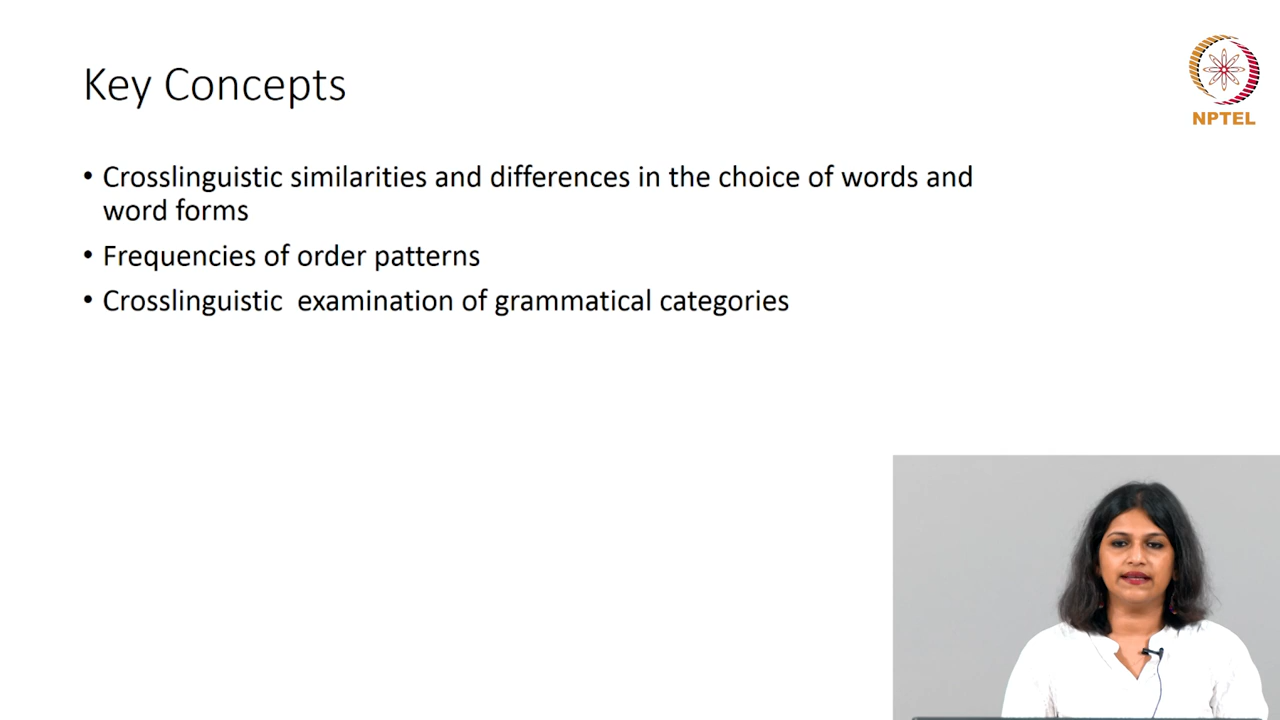 Key Concepts
NPTEL
• Crosslinguistic similarities and differences in the choice of words and
word forms
• Frequencies of order patterns
• Crosslinguistic  examination of grammatical categories